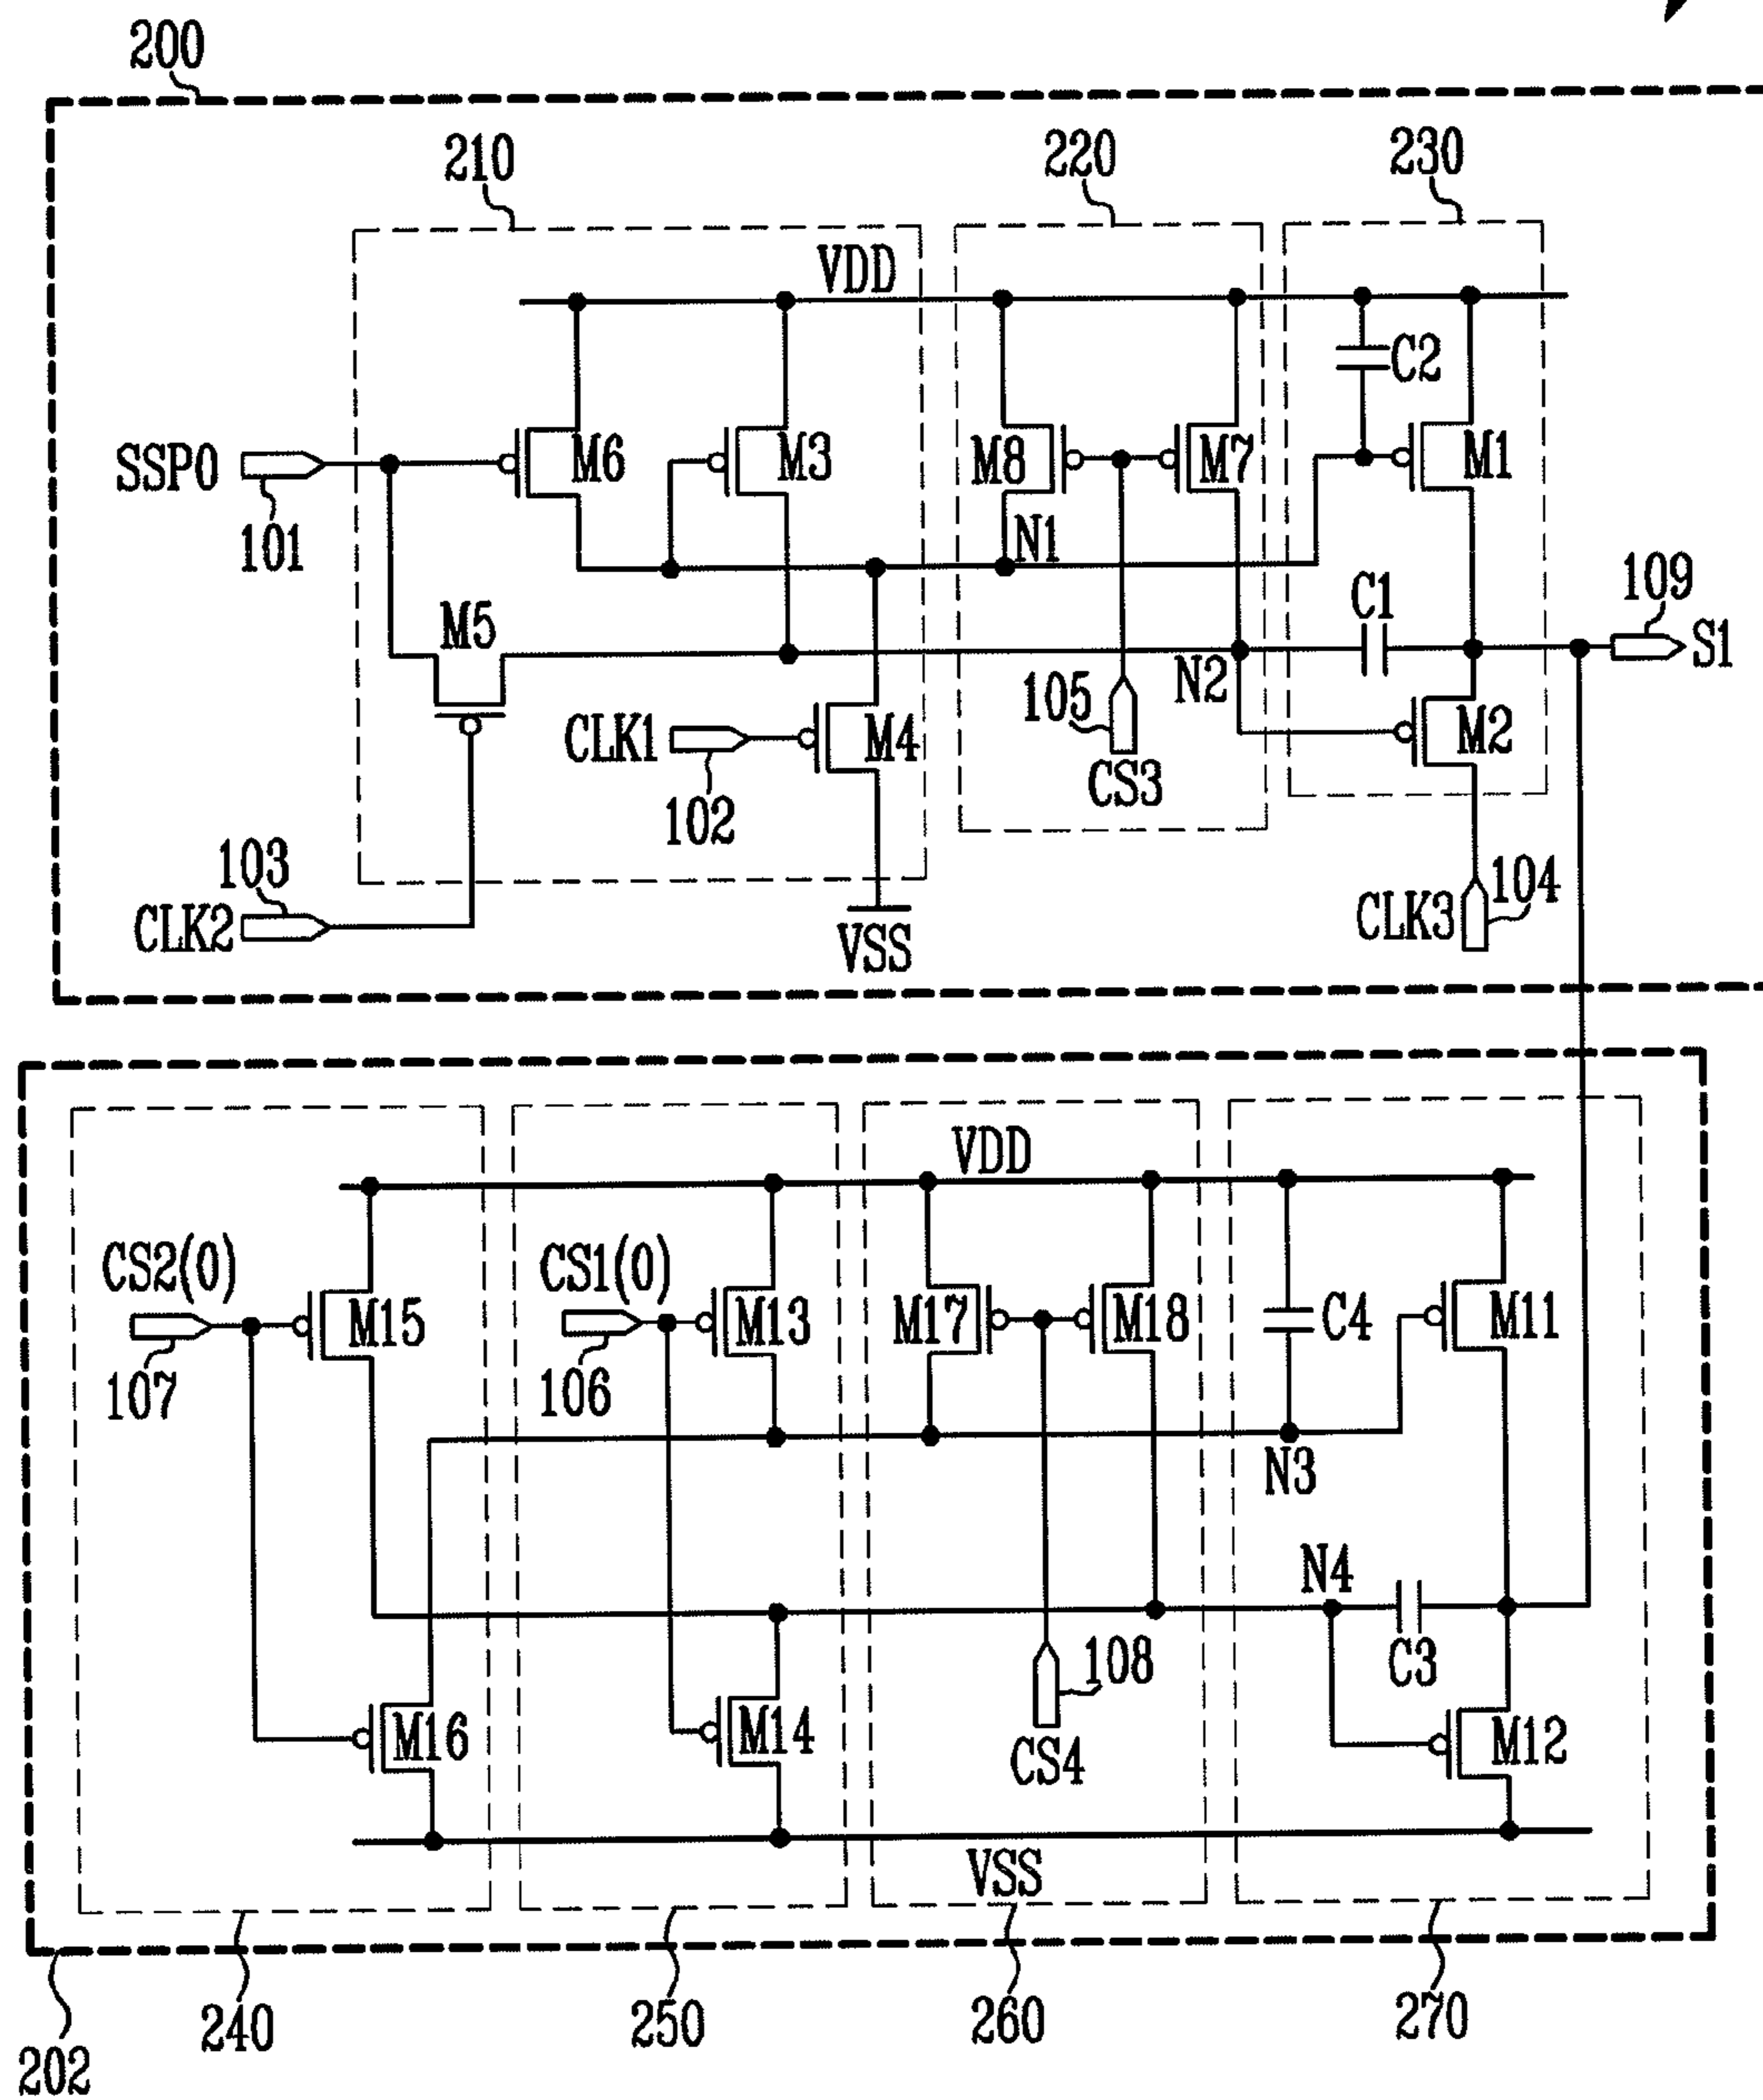 200
210
220
230
VDD
C2
SSP0
M6
M3
M8
M7
M1
101
N1
M5
C1
109
S1
N2
105
CLK1
M4
M2
102
CS3
103
CLK2
VSS
CLK3
104
VDD
CS2(0)
CS1(0)
M15
M13
M17
M18
C4
M11
107
106
N3
N4
C3
108
M16
M14
M12
CS4
VSS
240
250
260
270
202